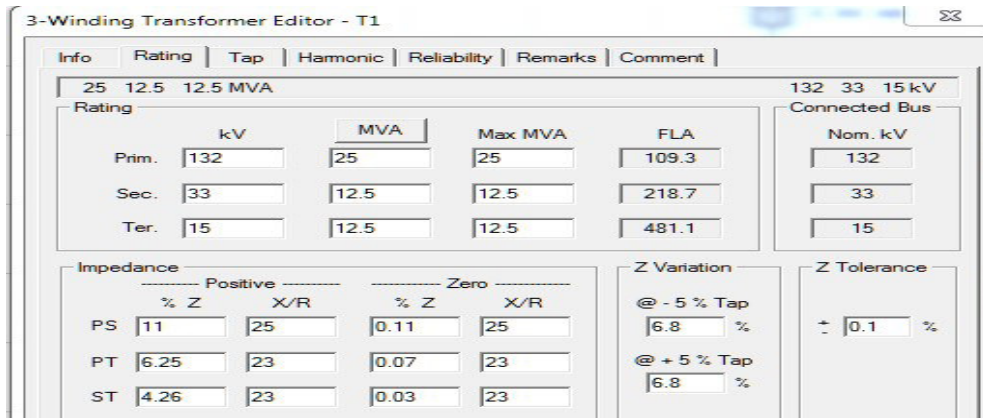 3-Winding Transformer Editor - T1
Info Rating Tap Harmonic Reliability Remarks Comment
25 12.5 12.5 MVA 132 33 15 kV
Rating Connected Bus
kV MVA Max MVA FLA Nom. kV
Prim. 132 25 25 109.3 132
Sec. 33 12.5 12.5 218.7 33
Ter. 15 12.5 12.5 481.1 15
Impedance Z Variation Z Tolerance
---------- Positive ---------- ---------- Zero ------------
% Z X/R % Z X/R @ - 5 % Tap
PS 11 25 0.11 25 6.8 % ± 0.1 %
PT 6.25 23 0.07 23 @ + 5 % Tap
ST 4.26 23 0.03 23 6.8 %